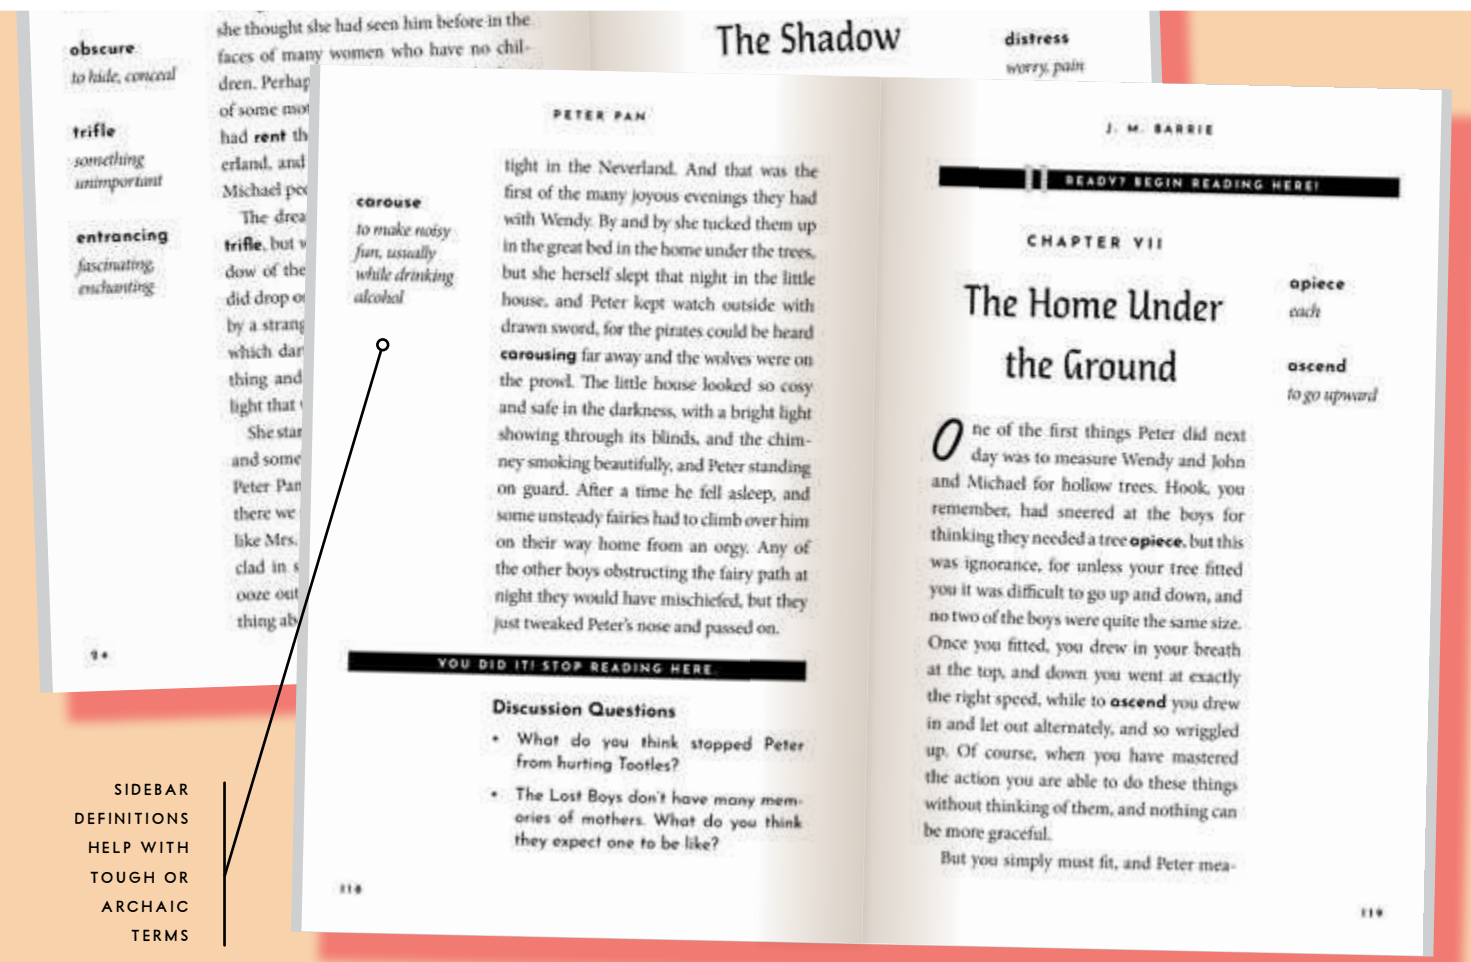 obscure
to hide, conceal
trifle
something
unimportant
entrancing
fascinating,
enchanting
she thought she had seen him before in the
faces of many women who have no chil-
dren. Perhap
of some mot
had rent th
erland, and
Michael pee
The drea
trifle, but w
dow of the
did drop o
by a strang
which dar
thing and
light that
She star
and some
Peter Pan
there we
like Mrs.
clad in s
ooze out
thing ab
94
The Shadow
distress
worry, pain
PETER PAN
carouse
to make noisy
fun, usually
while drinking
alcohol
tight in the Neverland. And that was the
first of the many joyous evenings they had
with Wendy. By and by she tucked them up
in the great bed in the home under the trees,
but she herself slept that night in the little
house, and Peter kept watch outside with
drawn sword, for the pirates could be heard
carousing far away and the wolves were on
the prowl. The little house looked so cosy
and safe in the darkness, with a bright light
showing through its blinds, and the chim-
ney smoking beautifully, and Peter standing
on guard. After a time he fell asleep, and
some unsteady fairies had to climb over him
on their way home from an orgy. Any of
the other boys obstructing the fairy path at
night they would have mischiefed, but they
just tweaked Peter's nose and passed on.
YOU DID IT! STOP READING HERE.
Discussion Questions
• What do you think stopped Peter
from hurting Tootles?
• The Lost Boys don't have many mem-
ories of mothers. What do you think
they expect one to be like?
118
J. M. BARRIE
READY? BEGIN READING HERE!
CHAPTER VII
The Home Under
the Ground
apiece
each
ascend
to go upward
One of the first things Peter did next
day was to measure Wendy and John
and Michael for hollow trees. Hook, you
remember, had sneered at the boys for
thinking they needed a tree apiece, but this
was ignorance, for unless your tree fitted
you it was difficult to go up and down, and
no two of the boys were quite the same size.
Once you fitted, you drew in your breath
at the top, and down you went at exactly
the right speed, while to ascend you drew
in and let out alternately, and so wriggled
up. Of course, when you have mastered
the action you are able to do these things
without thinking of them, and nothing can
be more graceful.
But you simply must fit, and Peter mea-
119
SIDEBAR
DEFINITIONS
HELP WITH
TOUGH OR
ARCHAIC
TERMS